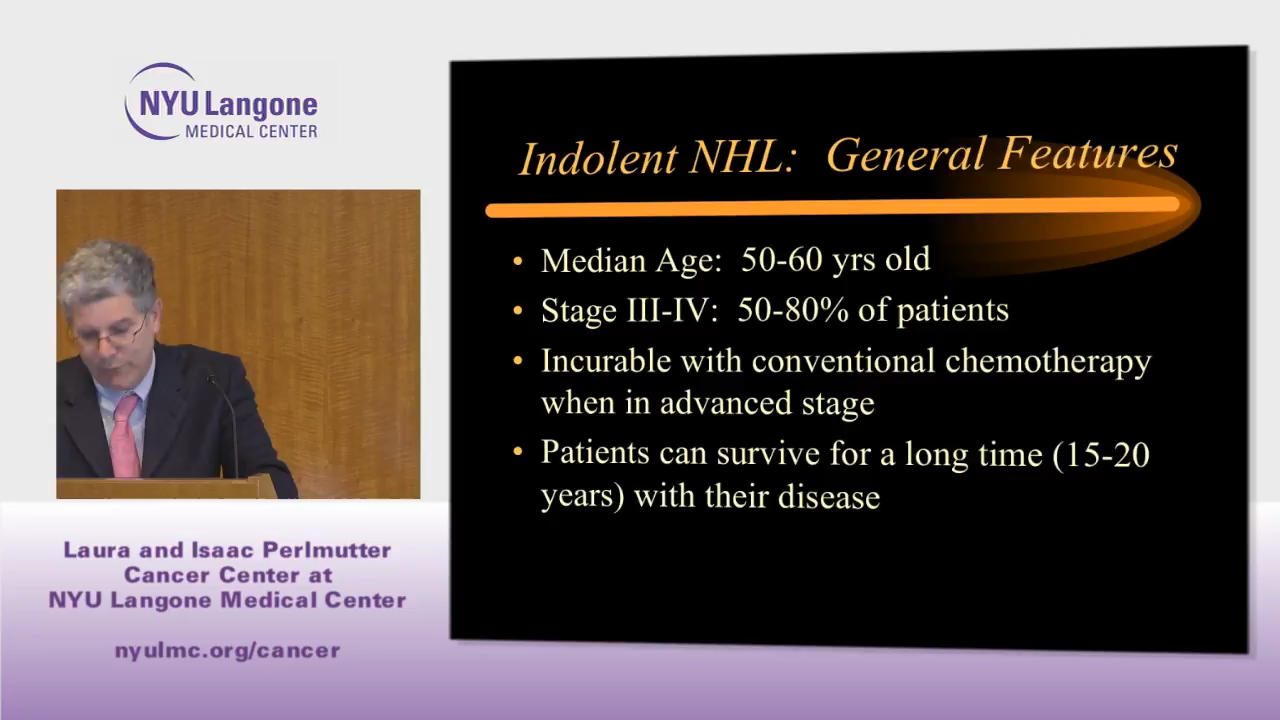 NYU Langone
MEDICAL CENTER
Indolent NHL: General Features
• Median Age: 50-60 yrs old
• Stage III-IV: 50-80% of patients
• Incurable with conventional chemotherapy
when in advanced stage
• Patients can survive for a long time (15-20
years) with their disease
Laura and Isaac Perlmutter
Cancer Center at
NYU Langone Medical Center
nyulmc.org/cancer